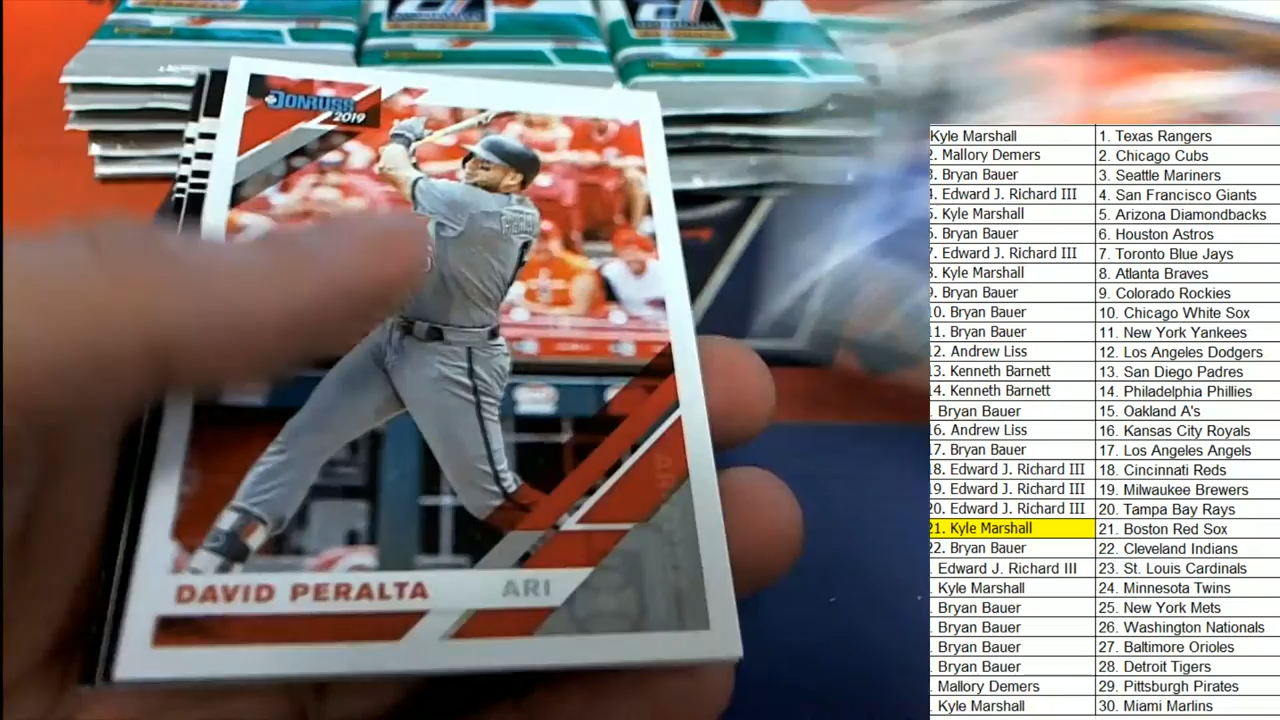 DONRUSS
2019
DAVID PERALTA ARI
Kyle Marshall 1. Texas Rangers
2. Mallory Demers 2. Chicago Cubs
3. Bryan Bauer 3. Seattle Mariners
4. Edward J. Richard III 4. San Francisco Giants
5. Kyle Marshall 5. Arizona Diamondbacks
6. Bryan Bauer 6. Houston Astros
7. Edward J. Richard III 7. Toronto Blue Jays
8. Kyle Marshall 8. Atlanta Braves
9. Bryan Bauer 9. Colorado Rockies
10. Bryan Bauer 10. Chicago White Sox
11. Bryan Bauer 11. New York Yankees
12. Andrew Liss 12. Los Angeles Dodgers
13. Kenneth Barnett 13. San Diego Padres
14. Kenneth Barnett 14. Philadelphia Phillies
. Bryan Bauer 15. Oakland A's
16. Andrew Liss 16. Kansas City Royals
17. Bryan Bauer 17. Los Angeles Angels
18. Edward J. Richard III 18. Cincinnati Reds
19. Edward J. Richard III 19. Milwaukee Brewers
20. Edward J. Richard III 20. Tampa Bay Rays
21. Kyle Marshall 21. Boston Red Sox
22. Bryan Bauer 22. Cleveland Indians
. Edward J. Richard III 23. St. Louis Cardinals
. Kyle Marshall 24. Minnesota Twins
. Bryan Bauer 25. New York Mets
. Bryan Bauer 26. Washington Nationals
. Bryan Bauer 27. Baltimore Orioles
. Bryan Bauer 28. Detroit Tigers
. Mallory Demers 29. Pittsburgh Pirates
. Kyle Marshall 30. Miami Marlins